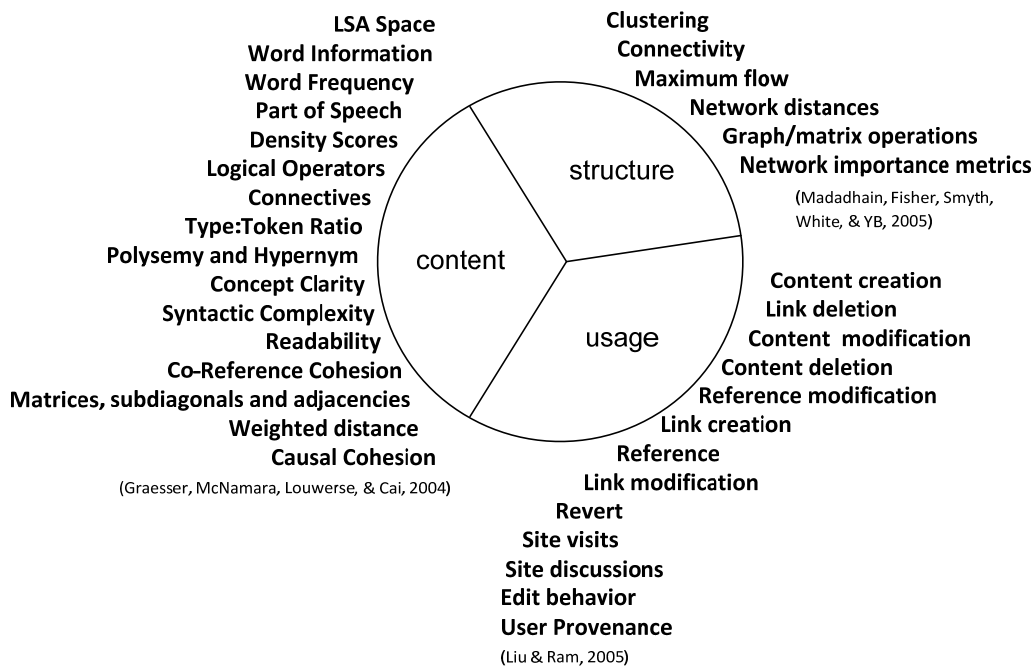 LSA Space
Word Information
Word Frequency
Part of Speech
Density Scores
Logical Operators
Connectives
Type:Token Ratio
Polysemy and Hypernym
Concept Clarity
Syntactic Complexity
Readability
Co-Reference Cohesion
Matrices, subdiagonals and adjacencies
Weighted distance
Causal Cohesion
(Graesser, McNamara, Louwerse, & Cai, 2004)
content
structure
usage
Clustering
Connectivity
Maximum flow
Network distances
Graph/matrix operations
Network importance metrics
(Madadhain, Fisher, Smyth,
White, & YB, 2005)
Content creation
Link deletion
Content modification
Content deletion
Reference modification
Link creation
Reference
Link modification
Revert
Site visits
Site discussions
Edit behavior
User Provenance
(Liu & Ram, 2005)